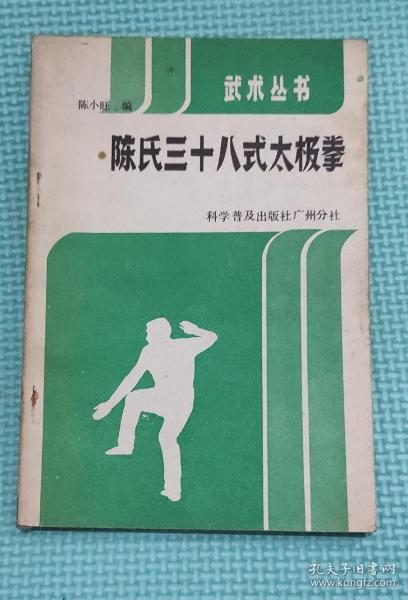 武术丛书
陈小旺 编
陈氏三十八式太极拳
科学普及出版社广州分社
孔夫子旧书网
book.kongfz.com